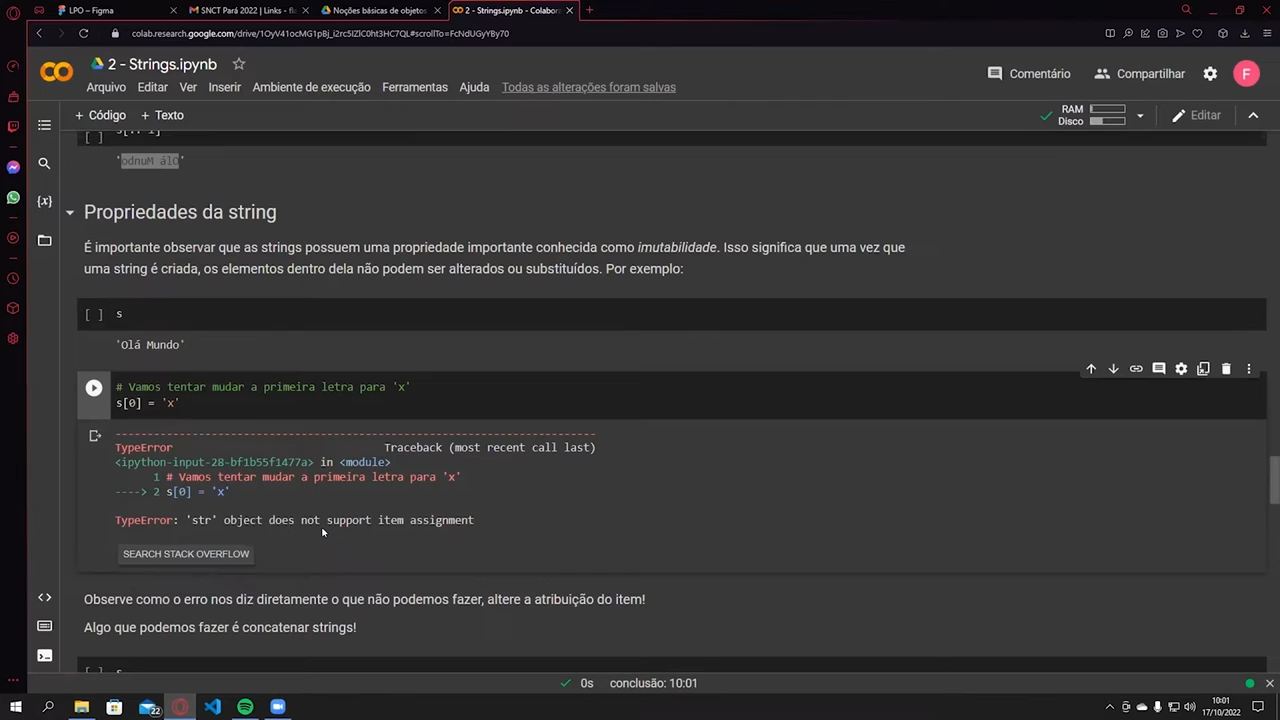 LPO – Figma
SNCT Pará 2022 | Links - fl
Noções básicas de objetos
2 - Strings.ipynb - Colabor
colab.research.google.com/drive/1OyV41ocMG1pBj_i2rc5IZlC0ht3HC7QL#scrollTo=FcNdUGyYBy70
2 - Strings.ipynb
Comentário
Compartilhar
F
Arquivo Editar Ver Inserir Ambiente de execução Ferramentas Ajuda Todas as alterações foram salvas
+ Código + Texto
RAM
Disco
Editar
[ ] s[::-1]
'odnuM álO'
{x}
Propriedades da string
É importante observar que as strings possuem uma propriedade importante conhecida como imutabilidade. Isso significa que uma vez que
uma string é criada, os elementos dentro dela não podem ser alterados ou substituídos. Por exemplo:
[ ] s
'Olá Mundo'
# Vamos tentar mudar a primeira letra para 'x'
s[0] = 'x'
---------------------------------------------------------------------------
TypeError Traceback (most recent call last)
<ipython-input-28-bf1b55f1477a> in <module>
1 # Vamos tentar mudar a primeira letra para 'x'
----> 2 s[0] = 'x'
TypeError: 'str' object does not support item assignment
SEARCH STACK OVERFLOW
Observe como o erro nos diz diretamente o que não podemos fazer, altere a atribuição do item!
Algo que podemos fazer é concatenar strings!
[ ] s
0s conclusão: 10:01
22
10:01
17/10/2022